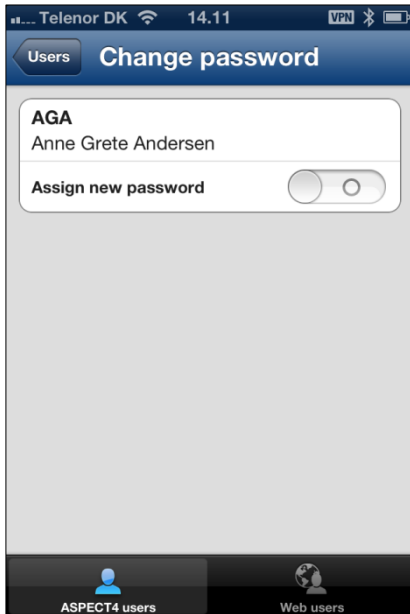 Telenor DK 14.11 VPN
Users Change password
AGA
Anne Grete Andersen
Assign new password
ASPECT4 users Web users